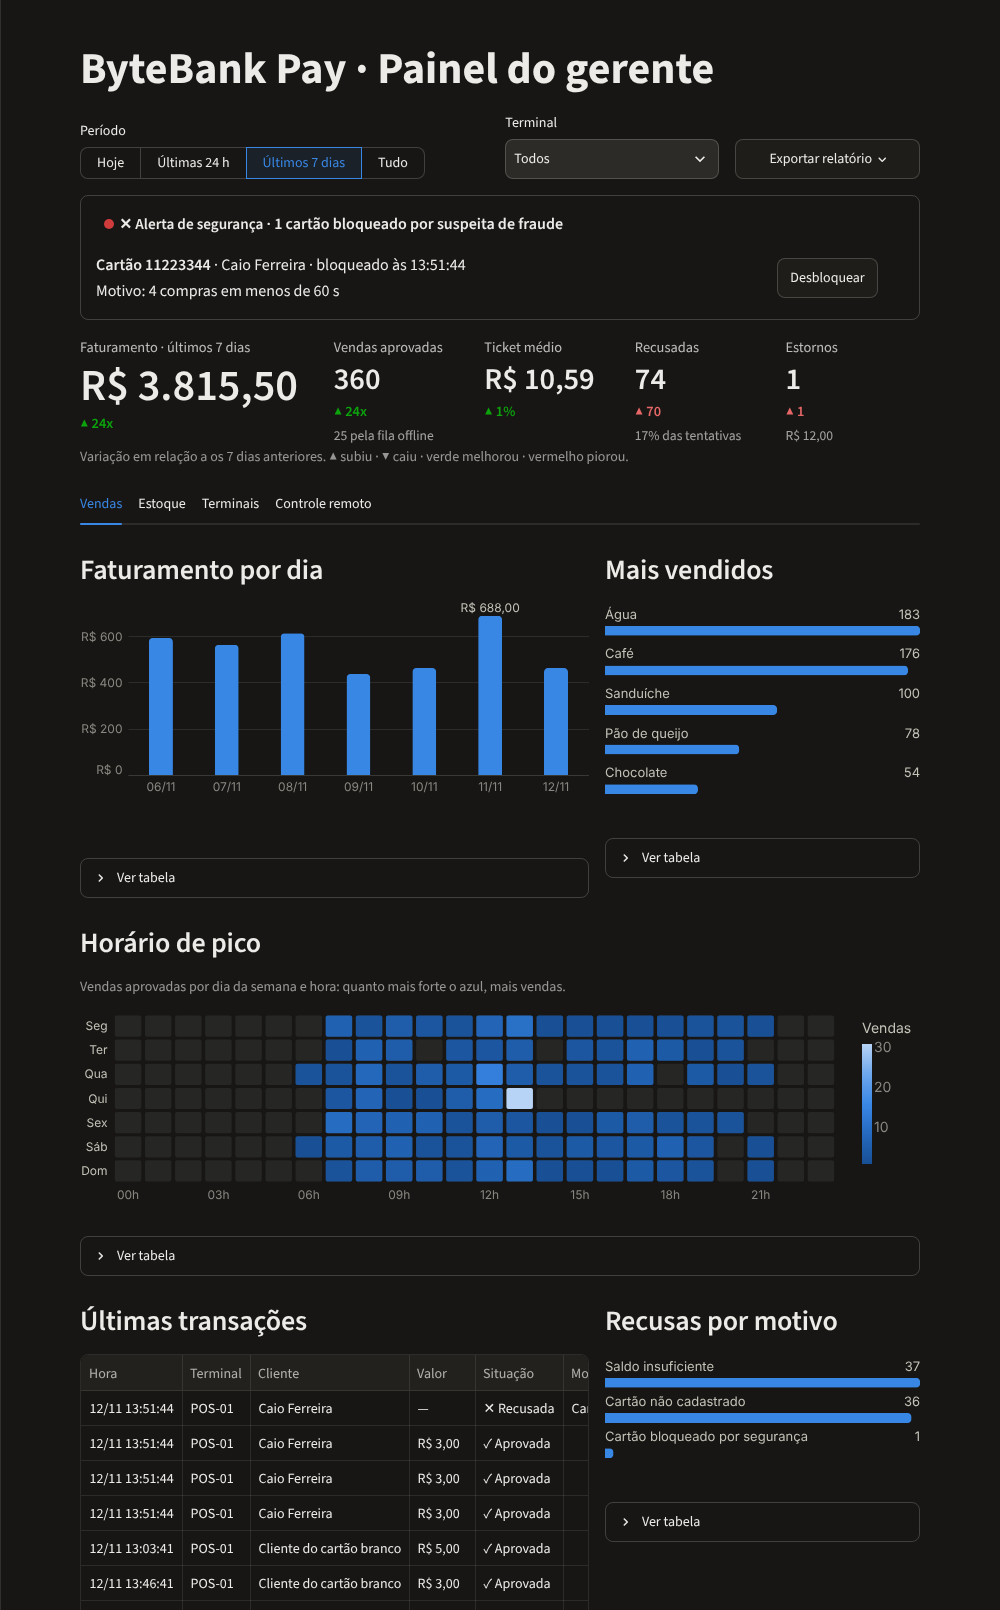 ByteBank Pay · Painel do gerente
Período
Terminal
Hoje
Últimas 24 h
Últimos 7 dias
Tudo
Todos
Exportar relatório
✕ Alerta de segurança · 1 cartão bloqueado por suspeita de fraude
Cartão 11223344 · Caio Ferreira · bloqueado às 13:51:44
Motivo: 4 compras em menos de 60 s
Desbloquear
Faturamento · últimos 7 dias
R$ 3.815,50
▲ 24x
Vendas aprovadas
360
▲ 24x
25 pela fila offline
Ticket médio
R$ 10,59
▲ 1%
Recusadas
74
▲ 70
17% das tentativas
Estornos
1
▲ 1
R$ 12,00
Variação em relação a os 7 dias anteriores. ▲ subiu · ▼ caiu · verde melhorou · vermelho piorou.
Vendas
Estoque
Terminais
Controle remoto
Faturamento por dia
R$ 688,00
R$ 600
R$ 400
R$ 200
R$ 0
06/11 07/11 08/11 09/11 10/11 11/11 12/11
Ver tabela
Mais vendidos
Água 183
Café 176
Sanduíche 100
Pão de queijo 78
Chocolate 54
Ver tabela
Horário de pico
Vendas aprovadas por dia da semana e hora: quanto mais forte o azul, mais vendas.
Seg
Ter
Qua
Qui
Sex
Sáb
Dom
00h 03h 06h 09h 12h 15h 18h 21h
Vendas
30
20
10
Ver tabela
Últimas transações
Hora Terminal Cliente Valor Situação Mo
12/11 13:51:44 POS-01 Caio Ferreira — ✕ Recusada Car
12/11 13:51:44 POS-01 Caio Ferreira R$ 3,00 ✓ Aprovada
12/11 13:51:44 POS-01 Caio Ferreira R$ 3,00 ✓ Aprovada
12/11 13:51:44 POS-01 Caio Ferreira R$ 3,00 ✓ Aprovada
12/11 13:03:41 POS-01 Cliente do cartão branco R$ 5,00 ✓ Aprovada
12/11 13:46:41 POS-01 Cliente do cartão branco R$ 3,00 ✓ Aprovada
Recusas por motivo
Saldo insuficiente 37
Cartão não cadastrado 36
Cartão bloqueado por segurança 1
Ver tabela